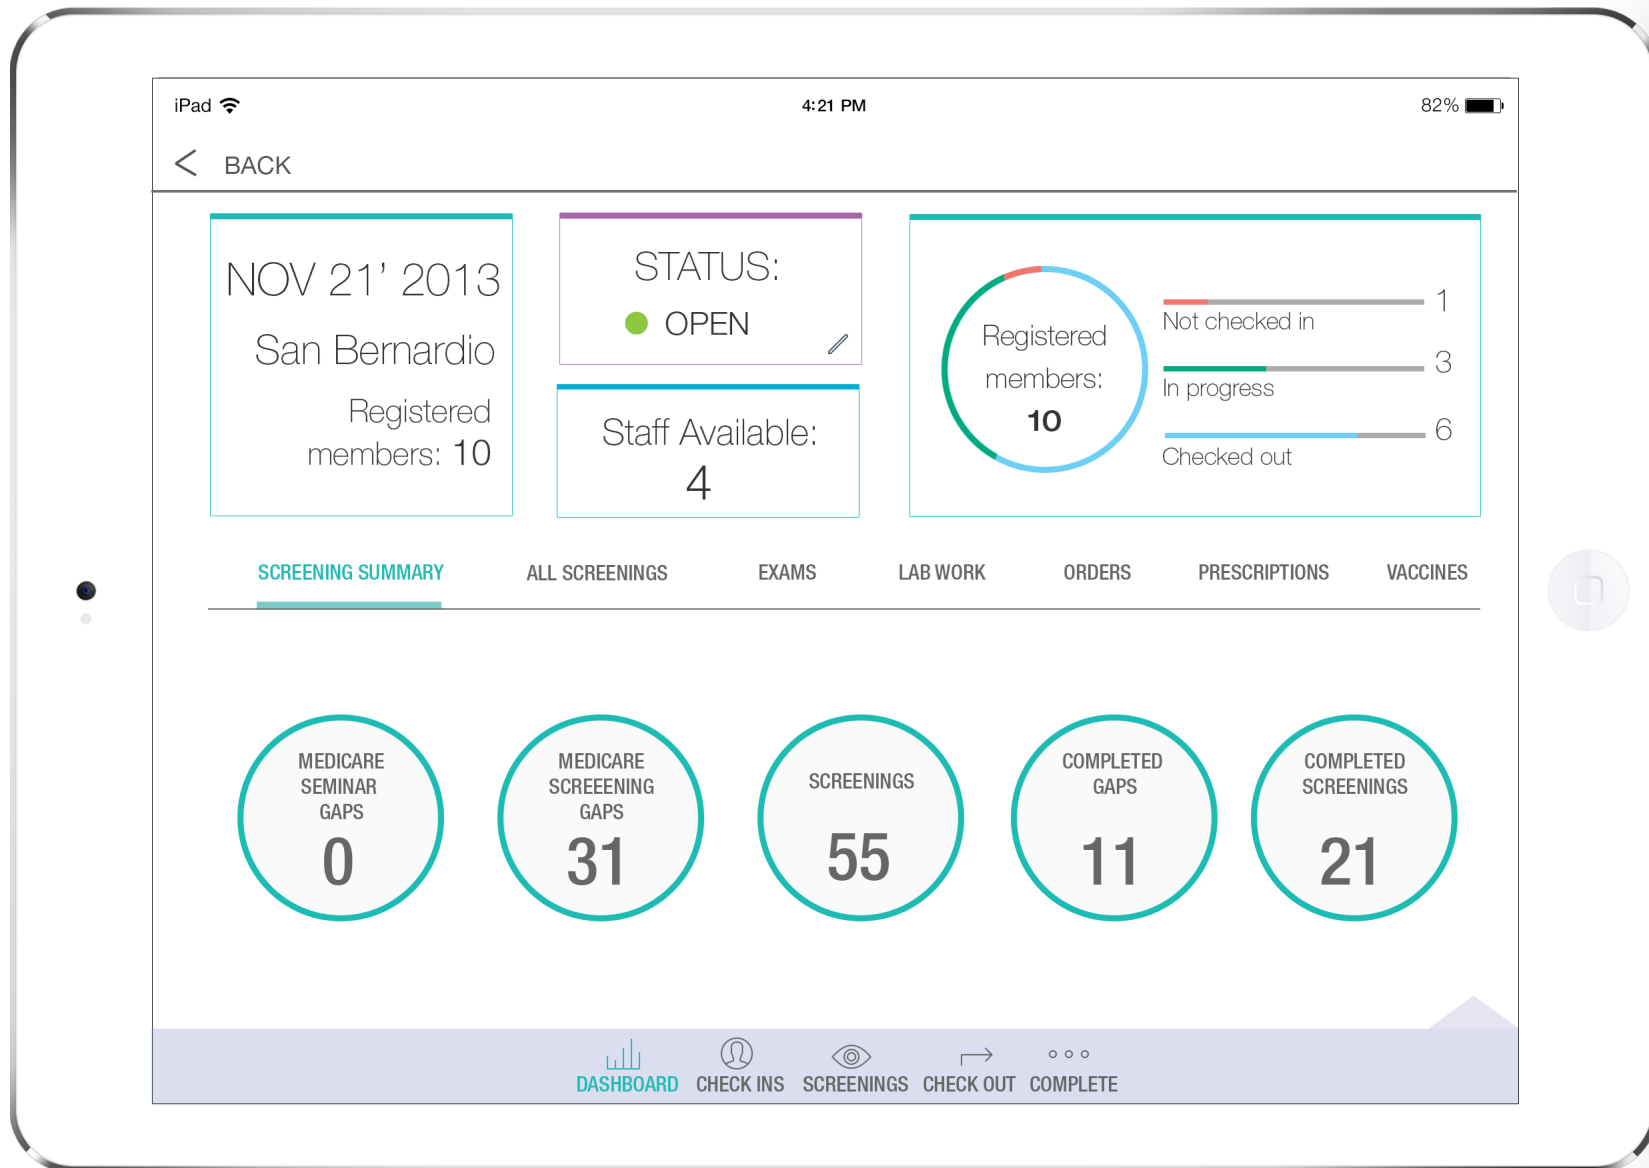 iPad
4:21 PM
82%
BACK
NOV 21' 2013
San Bernardio
Registered
members: 10
STATUS:
OPEN
Staff Available:
4
Registered
members:
10
1
Not checked in
3
In progress
6
Checked out
SCREENING SUMMARY
ALL SCREENINGS
EXAMS
LAB WORK
ORDERS
PRESCRIPTIONS
VACCINES
MEDICARE
SEMINAR
GAPS
0
MEDICARE
SCREEENING
GAPS
31
SCREENINGS
55
COMPLETED
GAPS
11
COMPLETED
SCREENINGS
21
DASHBOARD
CHECK INS
SCREENINGS
CHECK OUT
COMPLETE